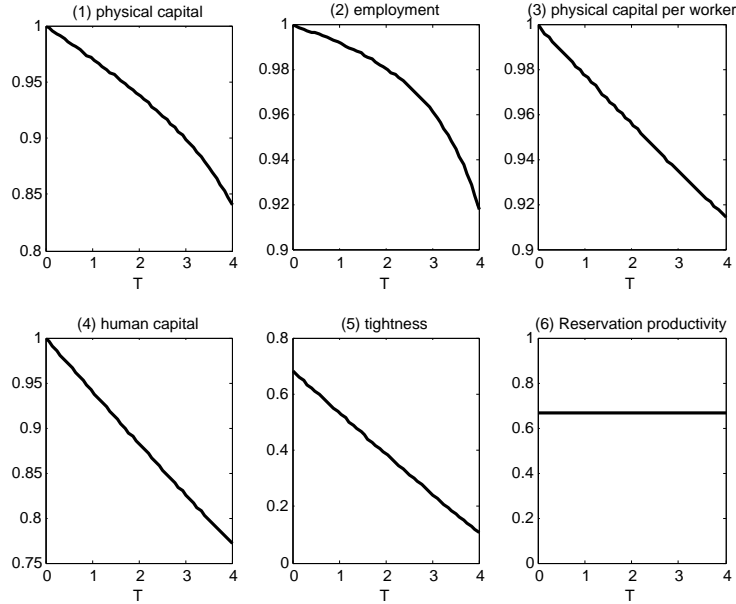 (1) physical capital
1
0.95
0.9
0.85
0.8
0 1 2 3 4
T
(2) employment
1
0.98
0.96
0.94
0.92
0.9
0 1 2 3 4
T
(3) physical capital per worker
1
0.98
0.96
0.94
0.92
0.9
0 1 2 3 4
T
(4) human capital
1
0.95
0.9
0.85
0.8
0.75
0 1 2 3 4
T
(5) tightness
0.8
0.6
0.4
0.2
0
0 1 2 3 4
T
(6) Reservation productivity
1
0.8
0.6
0.4
0.2
0
0 1 2 3 4
T